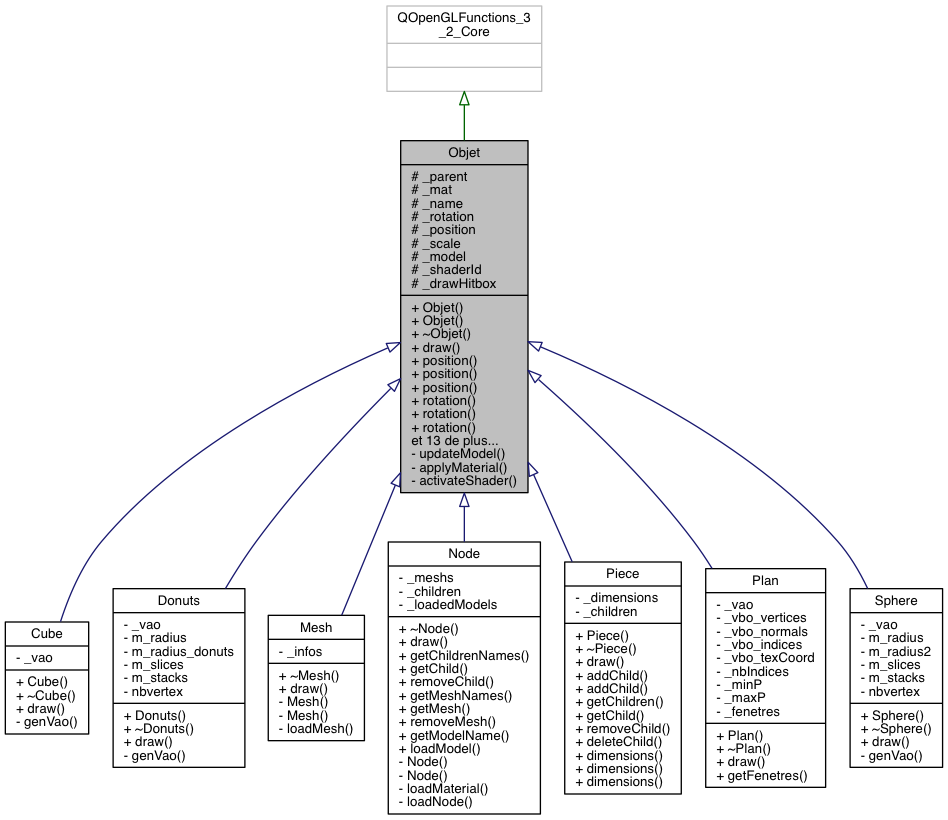 QOpenGLFunctions_3
_2_Core
Objet
# _parent
# _mat
# _name
# _rotation
# _position
# _scale
# _model
# _shaderId
# _drawHitbox
+ Objet()
+ Objet()
+ ~Objet()
+ draw()
+ position()
+ position()
+ position()
+ rotation()
+ rotation()
+ rotation()
et 13 de plus...
- updateModel()
- applyMaterial()
- activateShader()
Cube
- _vao
+ Cube()
+ ~Cube()
+ draw()
- genVao()
Donuts
- _vao
- m_radius
- m_radius_donuts
- m_slices
- m_stacks
- nbvertex
+ Donuts()
+ ~Donuts()
+ draw()
- genVao()
Mesh
- _infos
+ ~Mesh()
+ draw()
- Mesh()
- Mesh()
- loadMesh()
Node
- _meshs
- _children
- _loadedModels
+ ~Node()
+ draw()
+ getChildrenNames()
+ getChild()
+ removeChild()
+ getMeshNames()
+ getMesh()
+ removeMesh()
+ getModelName()
+ loadModel()
- Node()
- Node()
- loadMaterial()
- loadNode()
Piece
- _dimensions
- _children
+ Piece()
+ ~Piece()
+ draw()
+ addChild()
+ addChild()
+ getChildren()
+ getChild()
+ removeChild()
+ deleteChild()
+ dimensions()
+ dimensions()
+ dimensions()
Plan
- _vao
- _vbo_vertices
- _vbo_normals
- _vbo_indices
- _vbo_texCoord
- _nbIndices
- _minP
- _maxP
- _fenetres
+ Plan()
+ ~Plan()
+ draw()
+ getFenetres()
Sphere
- _vao
- m_radius
- m_radius2
- m_slices
- m_stacks
- nbvertex
+ Sphere()
+ ~Sphere()
+ draw()
- genVao()